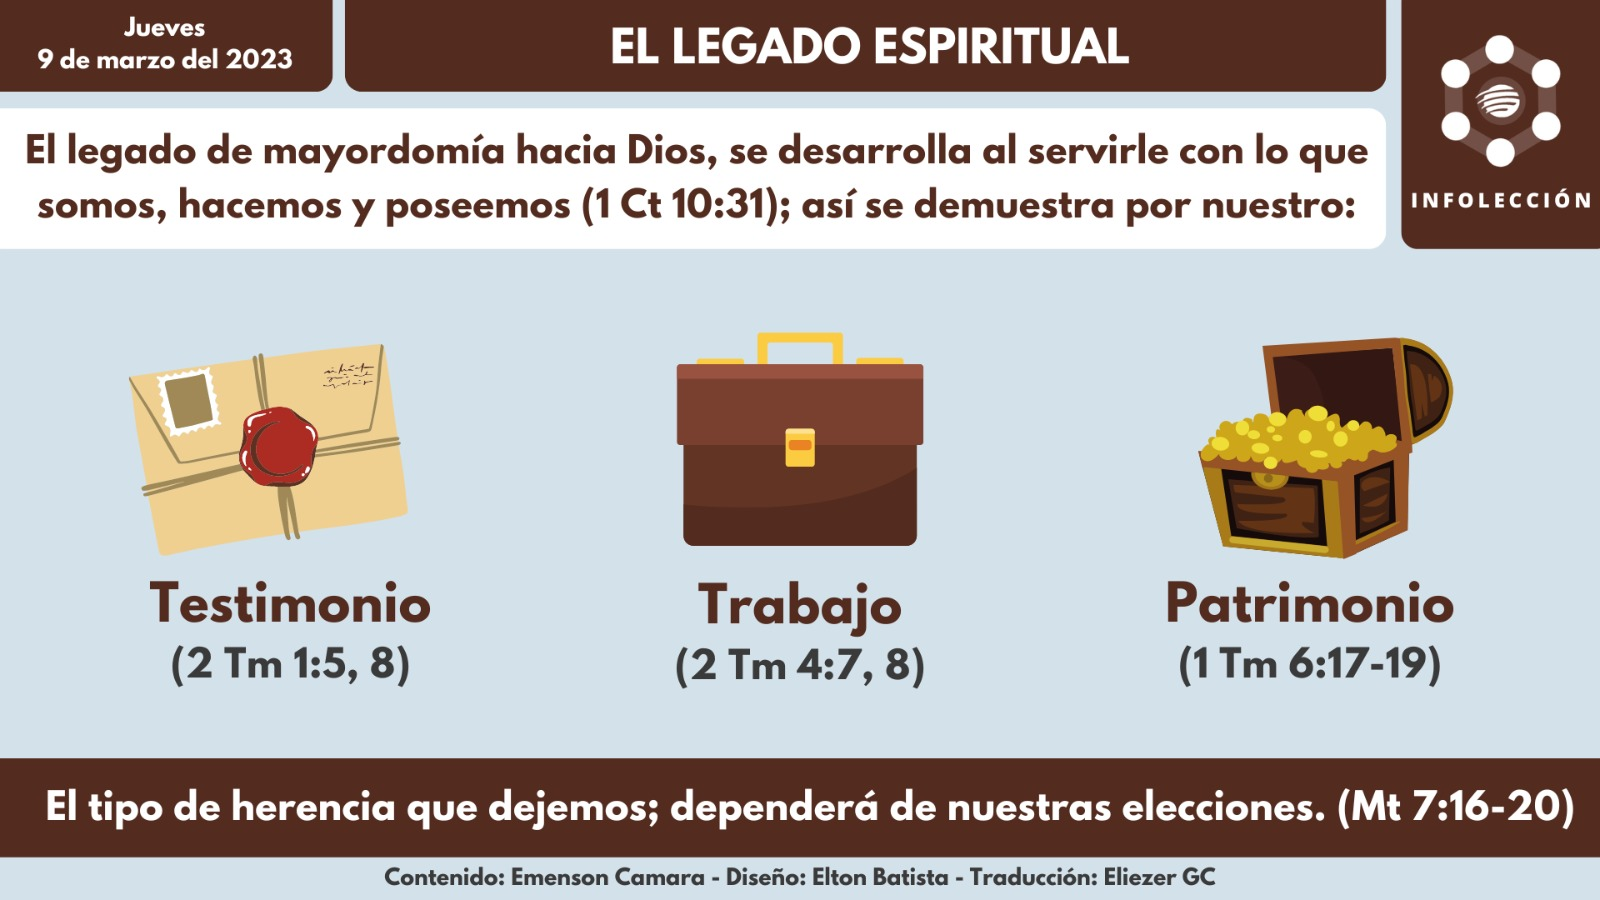 Jueves
9 de marzo del 2023
EL LEGADO ESPIRITUAL
INFOLECCIÓN
El legado de mayordomía hacia Dios, se desarrolla al servirle con lo que
somos, hacemos y poseemos (1 Ct 10:31); así se demuestra por nuestro:
Testimonio
(2 Tm 1:5, 8)
Trabajo
(2 Tm 4:7, 8)
Patrimonio
(1 Tm 6:17-19)
El tipo de herencia que dejemos; dependerá de nuestras elecciones. (Mt 7:16-20)
Contenido: Emenson Camara - Diseño: Elton Batista - Traducción: Eliezer GC